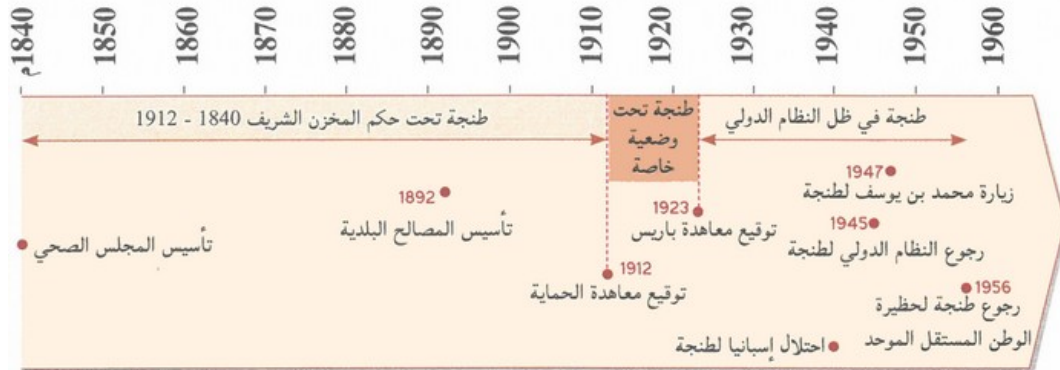 1840م
1850
1860
1870
1880
1890
1900
1910
1920
1930
1940
1950
1960
طنجة تحت حكم المخزن الشريف 1840 - 1912
طنجة تحت
وضعية
خاصة
طنجة في ظل النظام الدولي
تأسيس المجلس الصحي
1892
تأسيس المصالح البلدية
1912
توقيع معاهدة الحماية
1923
توقيع معاهدة باريس
احتلال إسبانيا لطنجة
1945
رجوع النظام الدولي لطنجة
1947
زيارة محمد بن يوسف لطنجة
1956
رجوع طنجة لحظيرة
الوطن المستقل الموحد